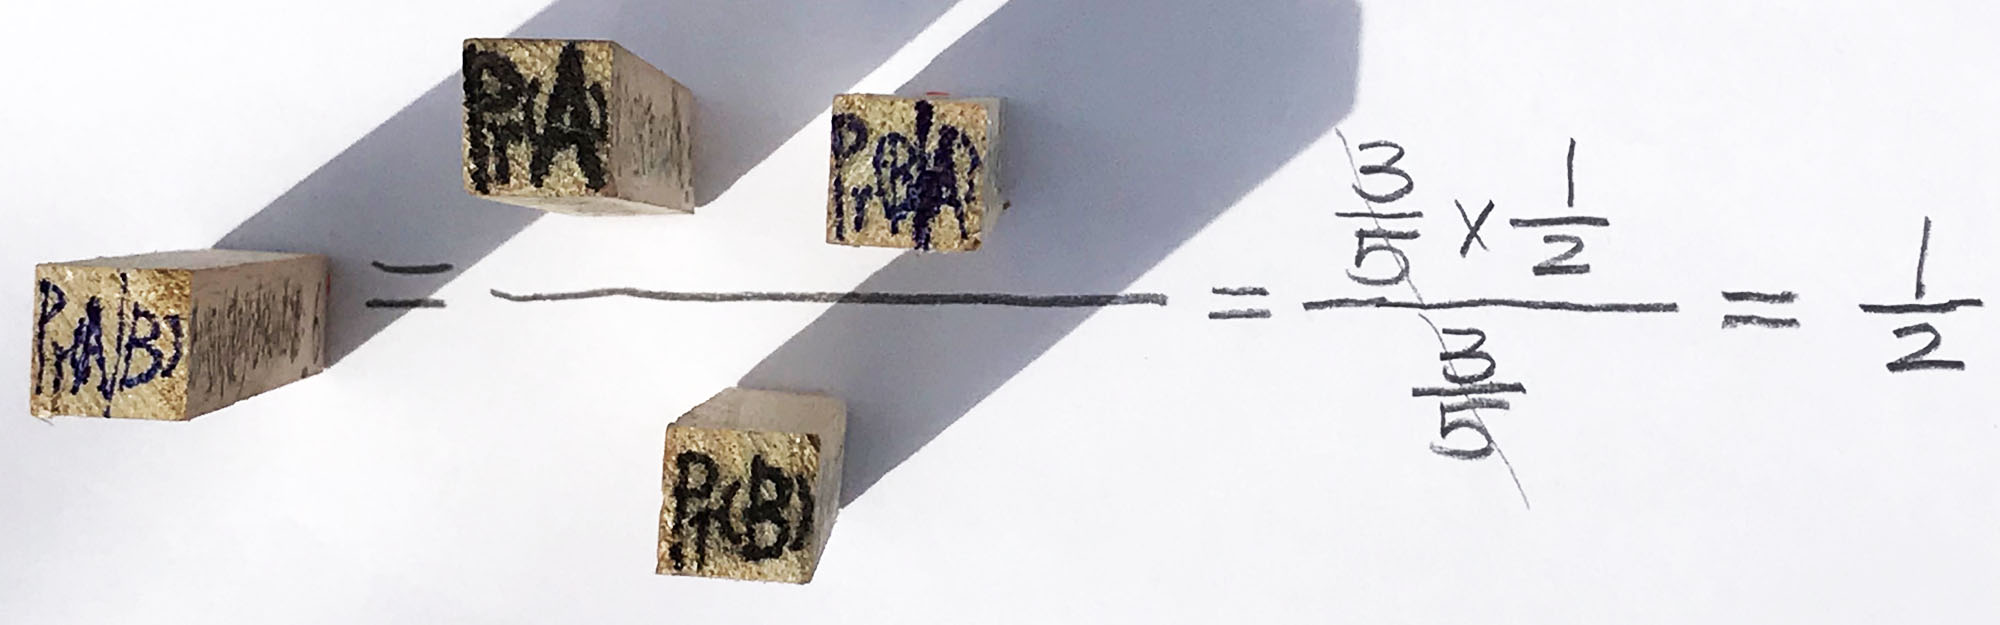 Pr(A|B) = Pr(A) Pr(B|A) / Pr(B) = 3/5 × 1/2 / 3/5 = 1/2